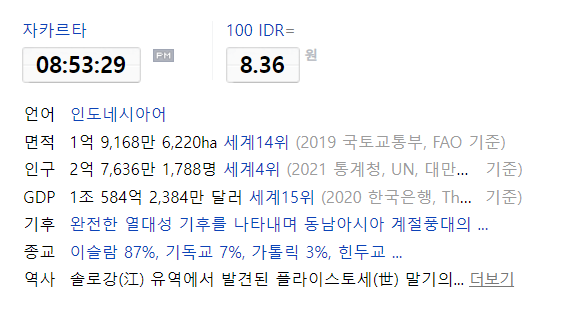 자카르타 100 IDR=
08:53:29 PM 8.36 원
언어 인도네시아어
면적 1억 9,168만 6,220ha 세계14위 (2019 국토교통부, FAO 기준)
인구 2억 7,636만 1,788명 세계4위 (2021 통계청, UN, 대만... 기준)
GDP 1조 584억 2,384만 달러 세계15위 (2020 한국은행, Th... 기준)
기후 완전한 열대성 기후를 나타내며 동남아시아 계절풍대의 ...
종교 이슬람 87%, 기독교 7%, 가톨릭 3%, 힌두교 ...
역사 솔로강(江) 유역에서 발견된 플라이스토세(世) 말기의... 더보기